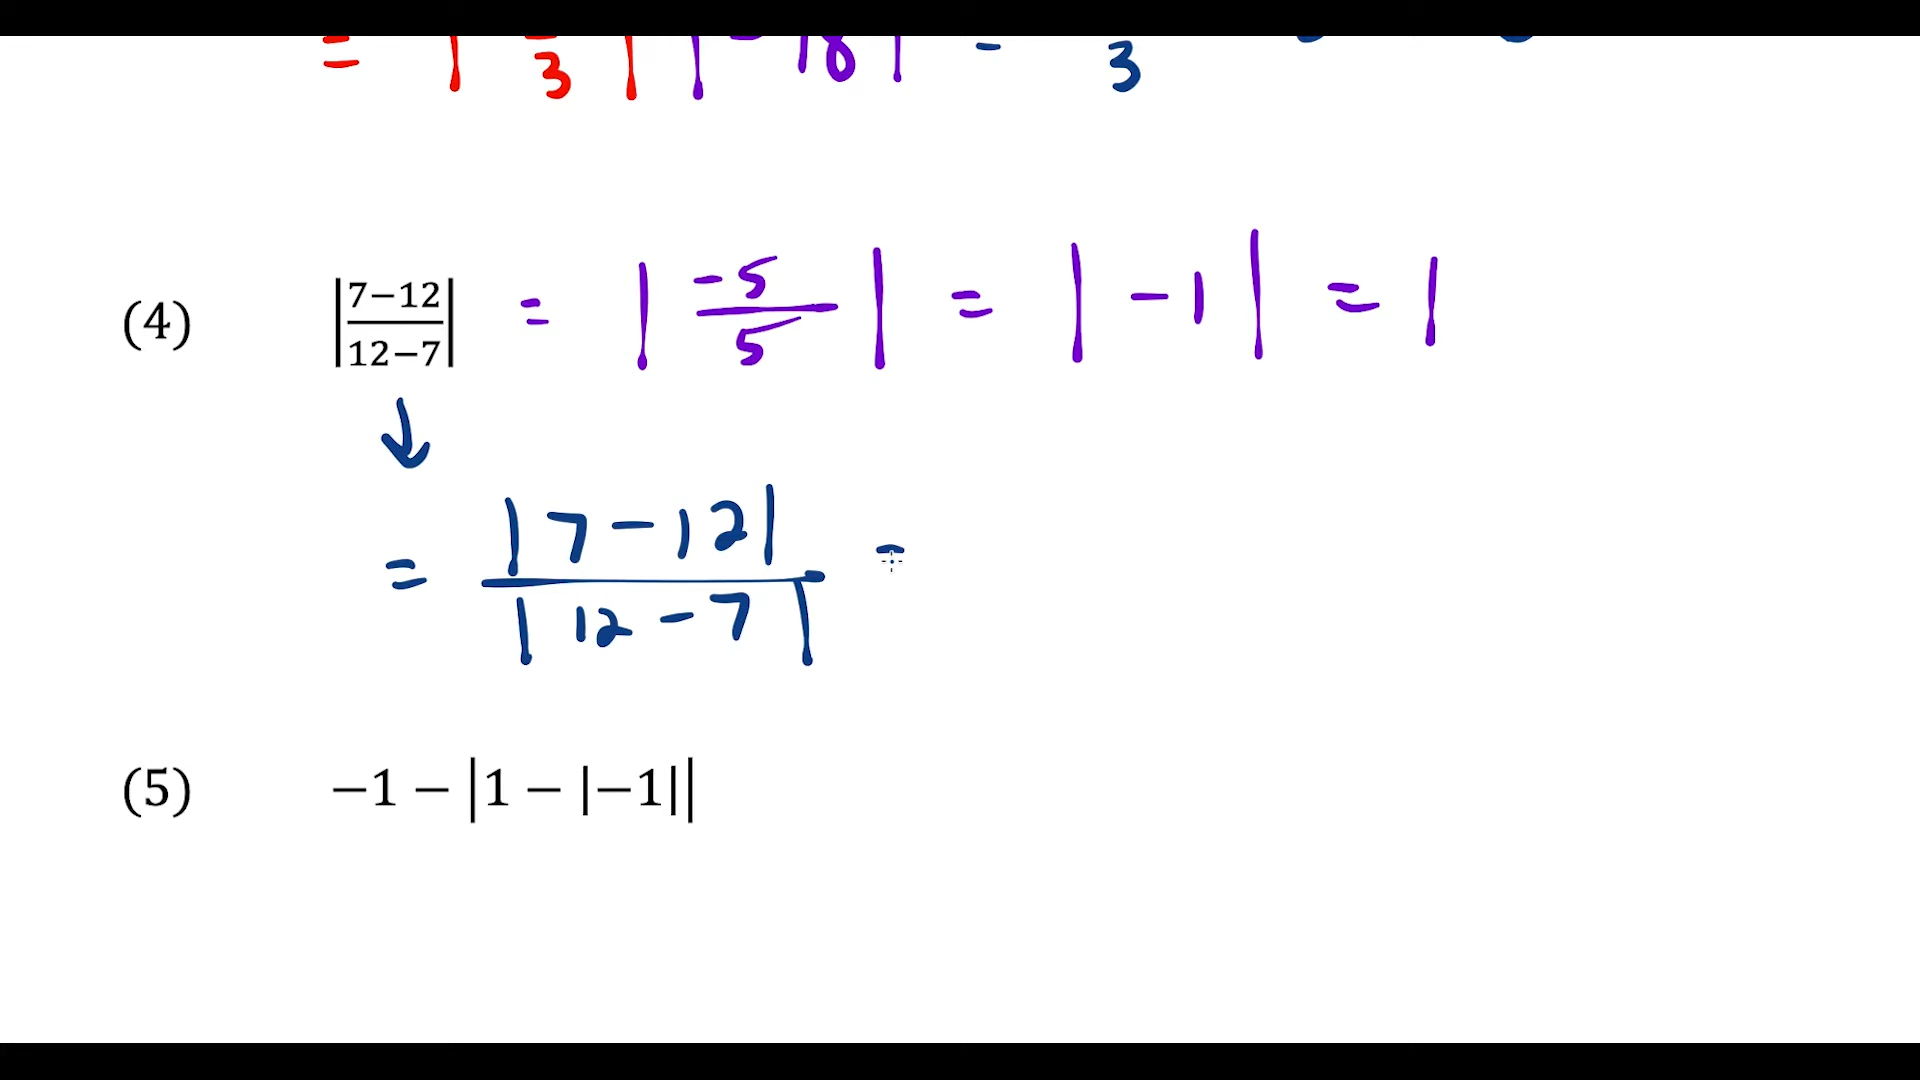 = | 3 | | -18 | = 3
(4) |7−12 / 12−7| = | -5 / 5 | = | -1 | = 1
↓
= |7-12| / |12-7| =
(5) −1 − |1 − |−1||